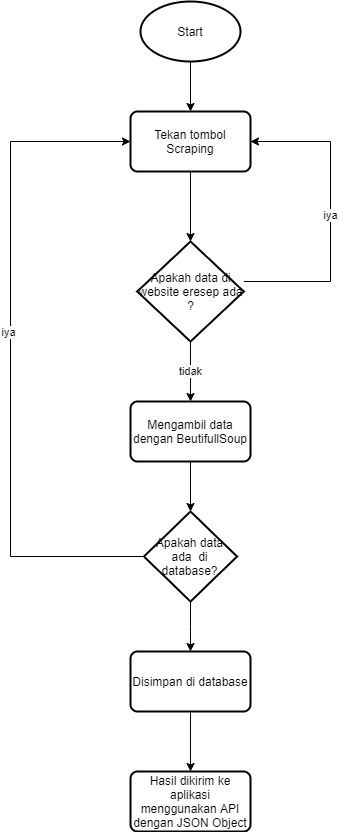 Start
Tekan tombol
Scraping
Apakah data di
website eresep ada
?
iya
iya
tidak
Mengambil data
dengan BeutifullSoup
Apakah data
ada di
database?
Disimpan di database
Hasil dikirim ke
aplikasi
menggunakan API
dengan JSON Object